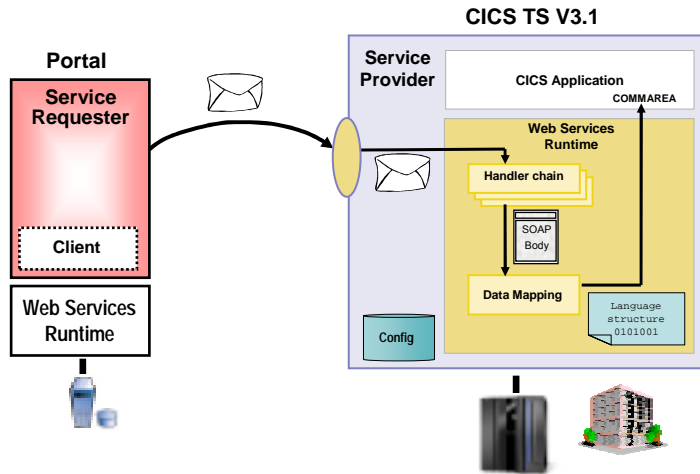 CICS TS V3.1
Portal
Service
Requester
Client
Web Services
Runtime
Service
Provider
CICS Application
COMMAREA
Web Services
Runtime
Handler chain
SOAP
Body
Data Mapping
Language
structure
0101001
Config